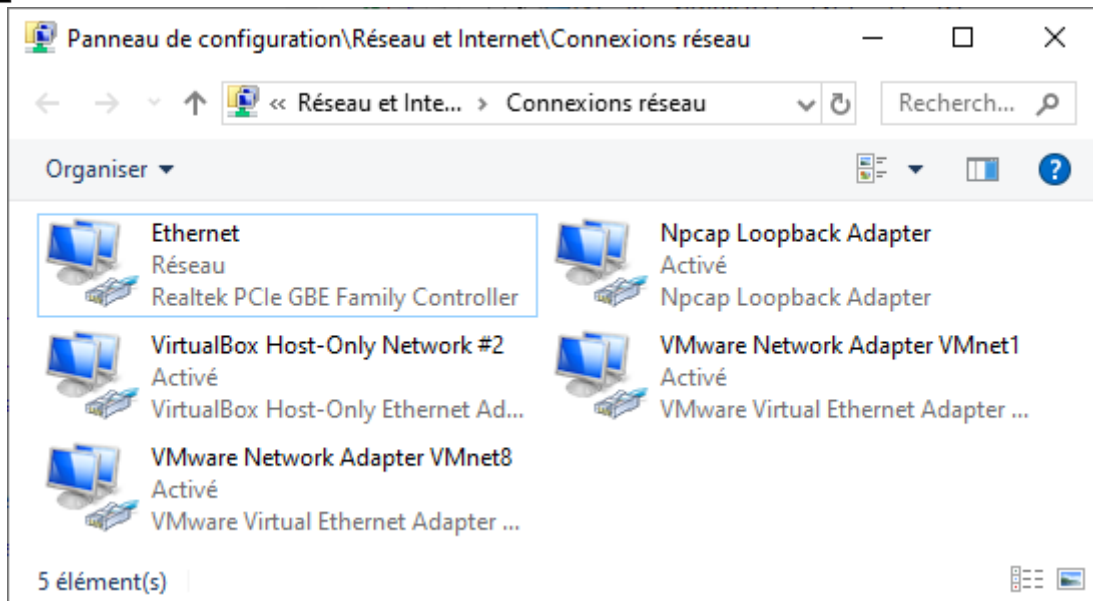 Panneau de configuration\Réseau et Internet\Connexions réseau
« Réseau et Inte... › Connexions réseau Recherch...
Organiser
Ethernet
Réseau
Realtek PCIe GBE Family Controller
Npcap Loopback Adapter
Activé
Npcap Loopback Adapter
VirtualBox Host-Only Network #2
Activé
VirtualBox Host-Only Ethernet Ad...
VMware Network Adapter VMnet1
Activé
VMware Virtual Ethernet Adapter ...
VMware Network Adapter VMnet8
Activé
VMware Virtual Ethernet Adapter ...
5 élément(s)